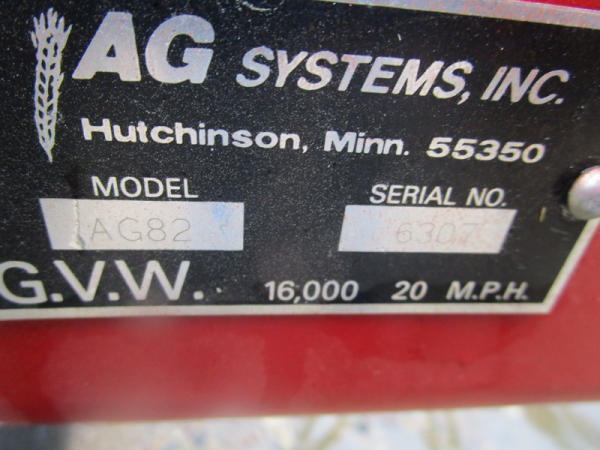 AG SYSTEMS, INC.
Hutchinson, Minn. 55350
MODEL SERIAL NO.
AG82 6307
G.V.W. 16,000 20 M.P.H.